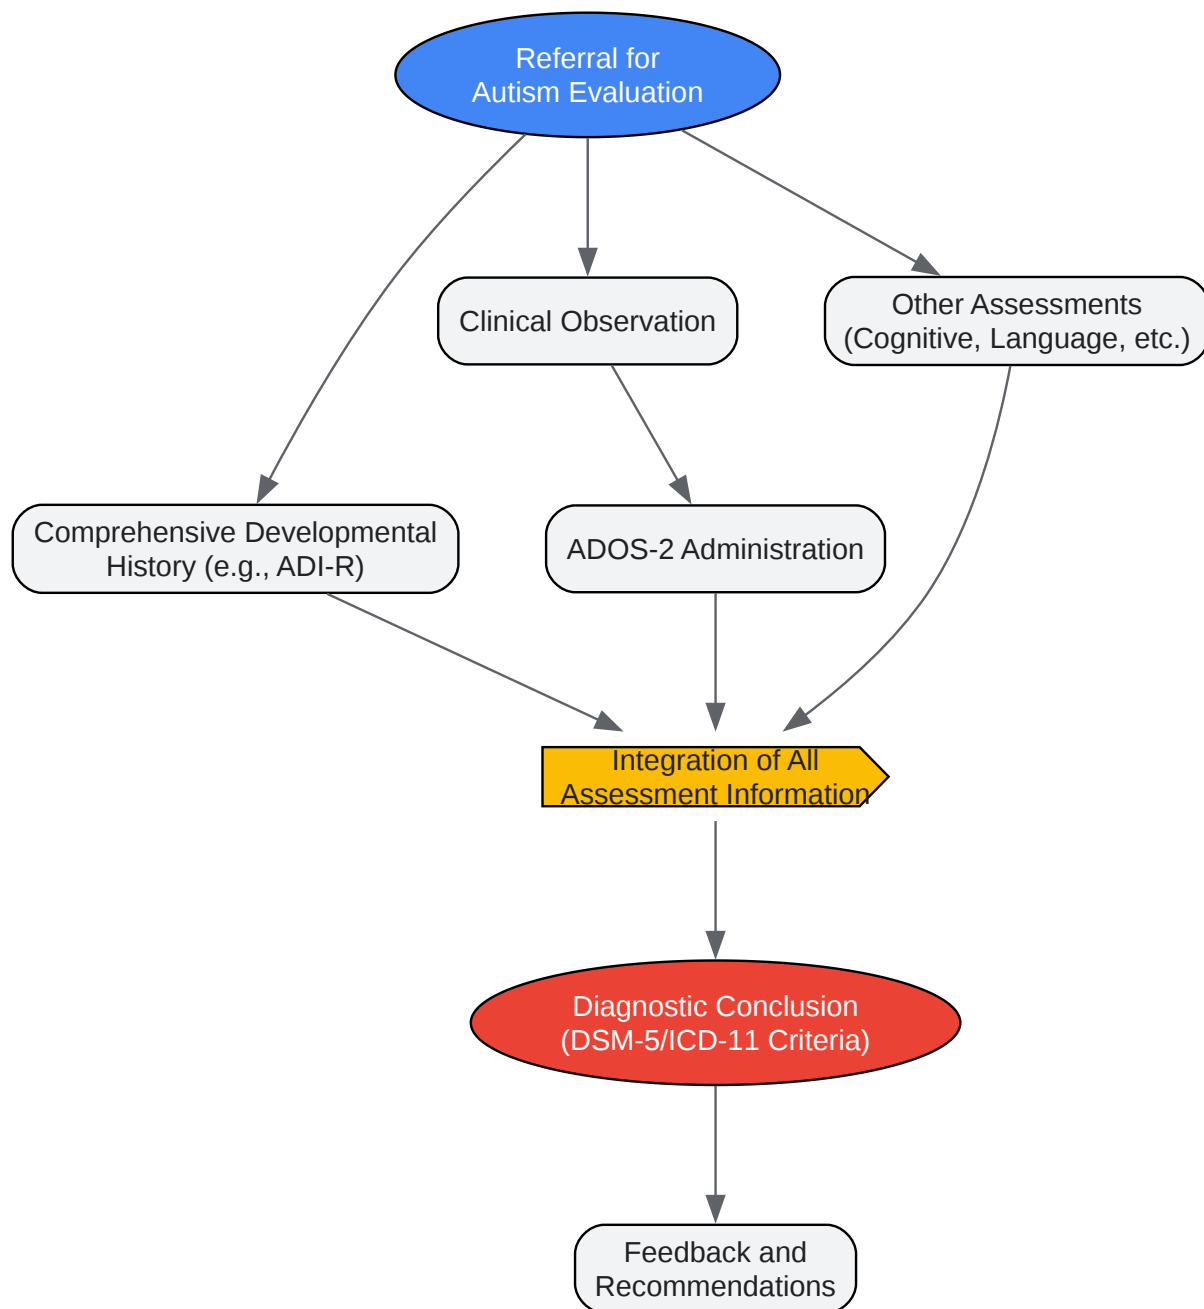 Referral for
Autism Evaluation
Clinical Observation
Other Assessments
(Cognitive, Language, etc.)
Comprehensive Developmental
History (e.g., ADI-R)
ADOS-2 Administration
Integration of All
Assessment Information
Diagnostic Conclusion
(DSM-5/ICD-11 Criteria)
Feedback and
Recommendations